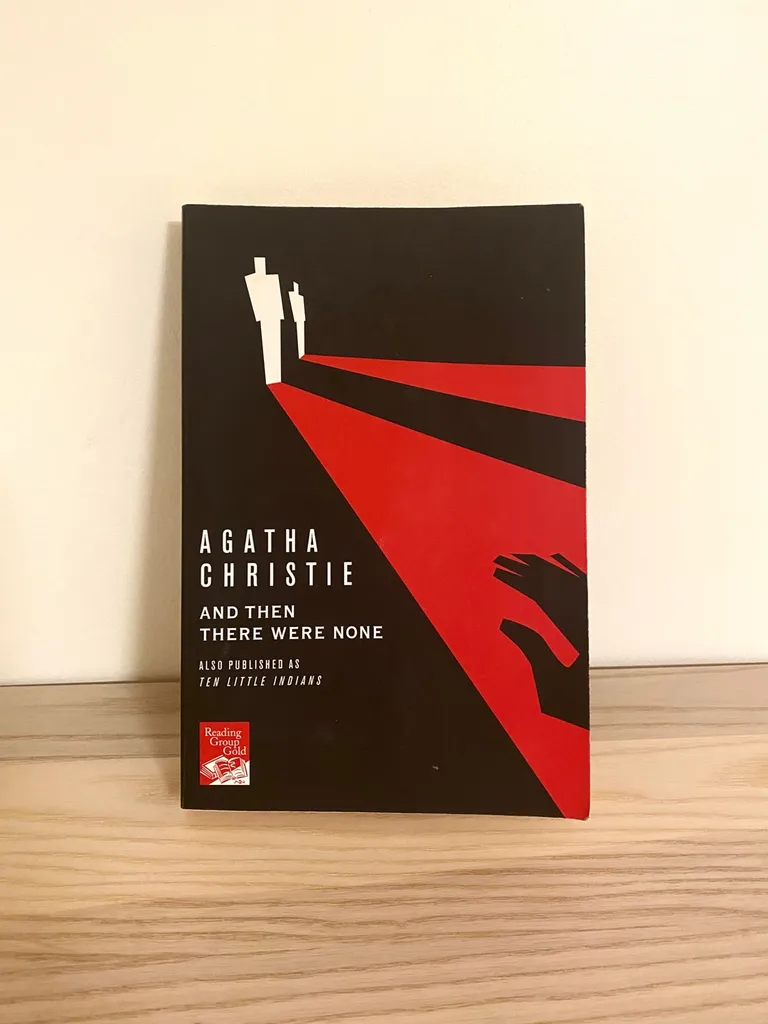 AGATHA
CHRISTIE
AND THEN
THERE WERE NONE
ALSO PUBLISHED AS
TEN LITTLE INDIANS
Reading
Group
Gold